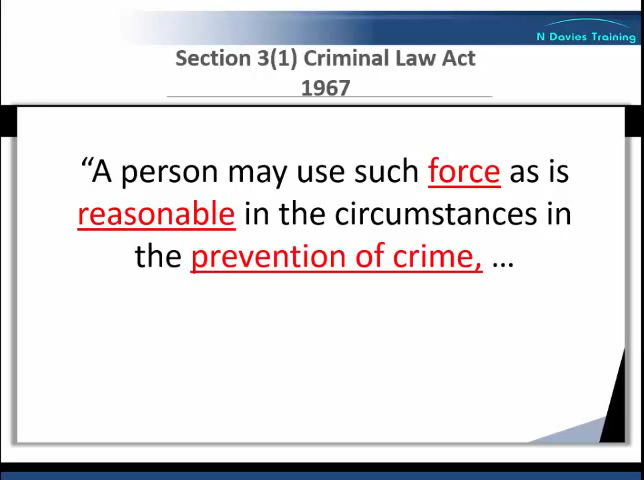 N Davies Training
Section 3(1) Criminal Law Act
1967
“A person may use such force as is
reasonable in the circumstances in
the prevention of crime, ...